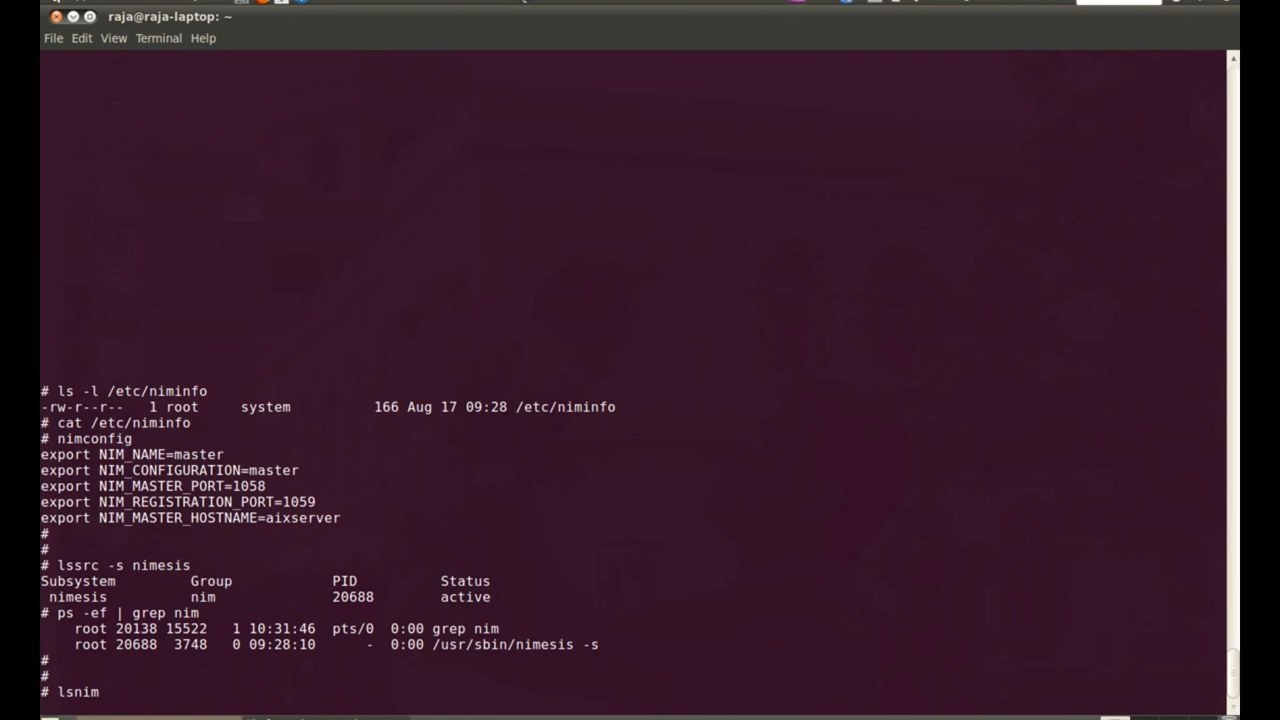 raja@raja-laptop: ~
File Edit View Terminal Help
# ls -l /etc/niminfo
-rw-r--r-- 1 root system 166 Aug 17 09:28 /etc/niminfo
# cat /etc/niminfo
# nimconfig
export NIM_NAME=master
export NIM_CONFIGURATION=master
export NIM_MASTER_PORT=1058
export NIM_REGISTRATION_PORT=1059
export NIM_MASTER_HOSTNAME=aixserver
#
#
# lssrc -s nimesis
Subsystem Group PID Status
nimesis nim 20688 active
# ps -ef | grep nim
root 20138 15522 1 10:31:46 pts/0 0:00 grep nim
root 20688 3748 0 09:28:10 - 0:00 /usr/sbin/nimesis -s
#
#
# lsnim